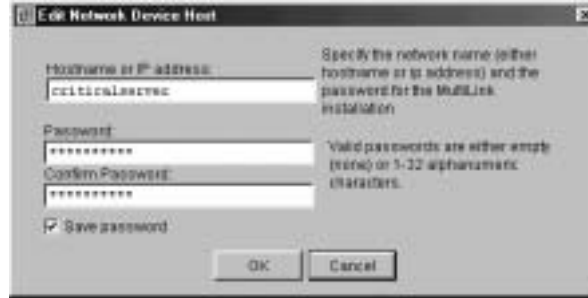 Edit Network Device Host
Hostname or IP address:
criticalserver
Specify the network name (either
hostname or ip address) and the
password for the MultiLink
installation
Password:
**********
Confirm Password:
**********
Valid passwords are either empty
(none) or 1-32 alphanumeric
characters.
Save password
OK
Cancel